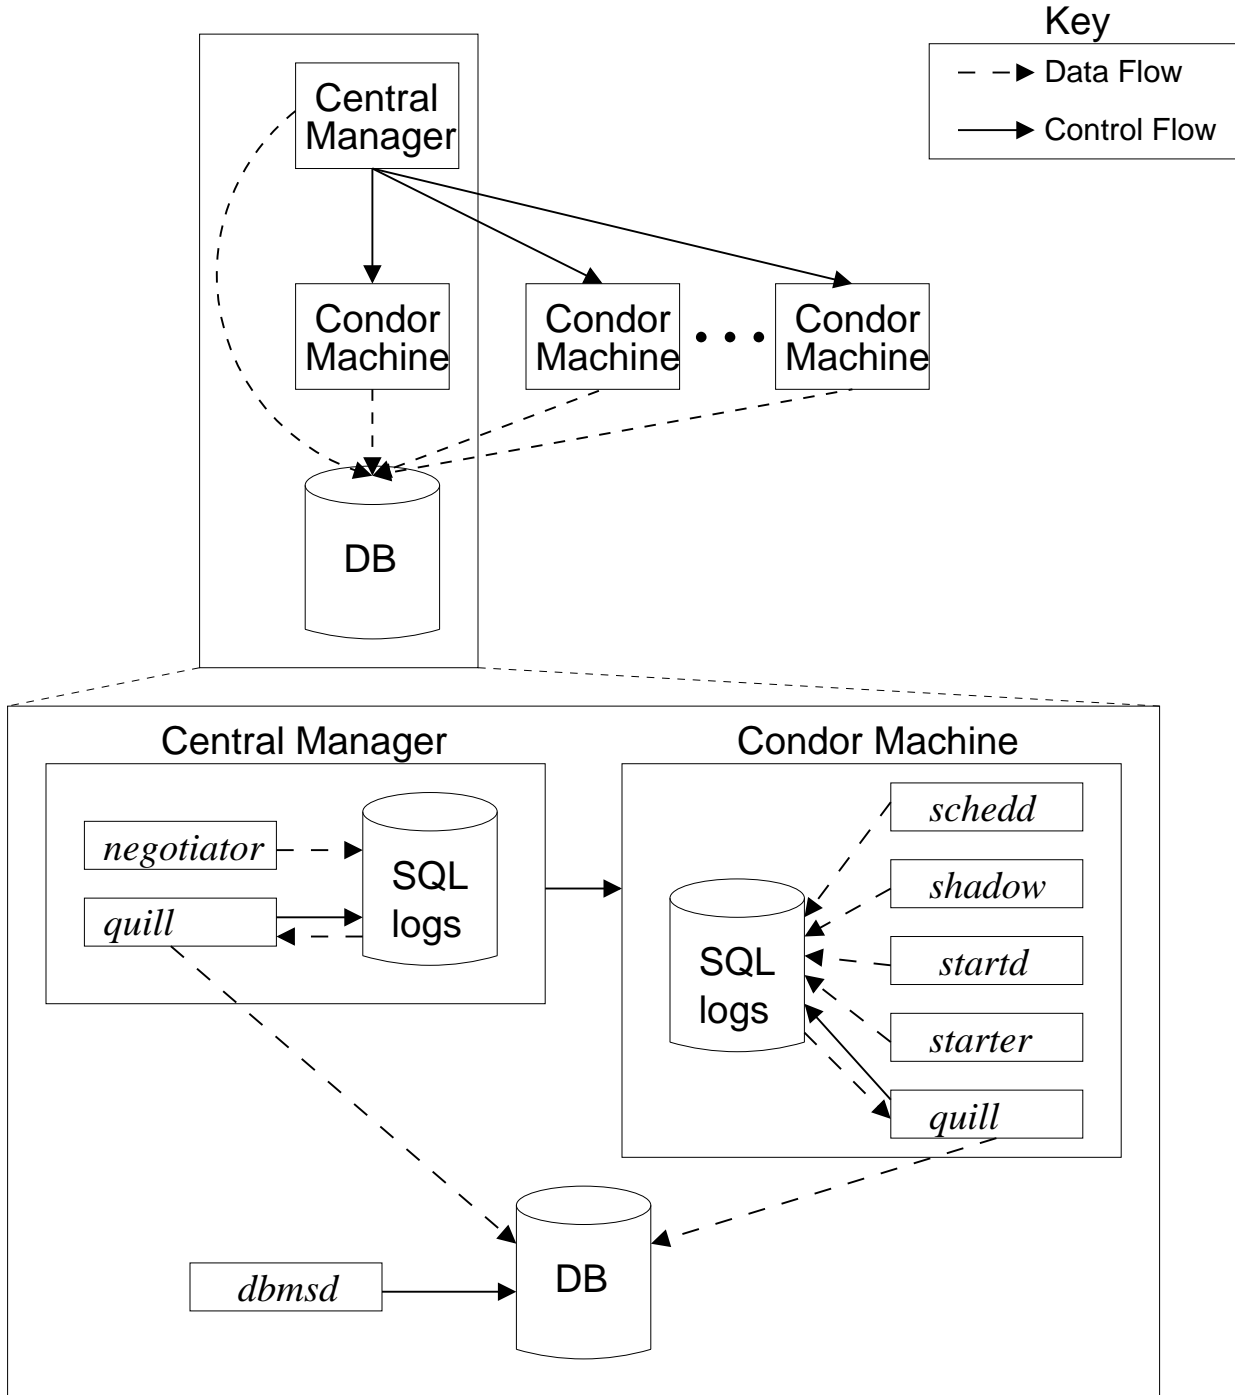 Key
Data Flow
Control Flow
Central
Manager
Condor
Machine
Condor
Machine
Condor
Machine
DB
Central Manager
negotiator
quill
SQL
logs
Condor Machine
schedd
shadow
startd
starter
quill
SQL
logs
DB
dbmsd